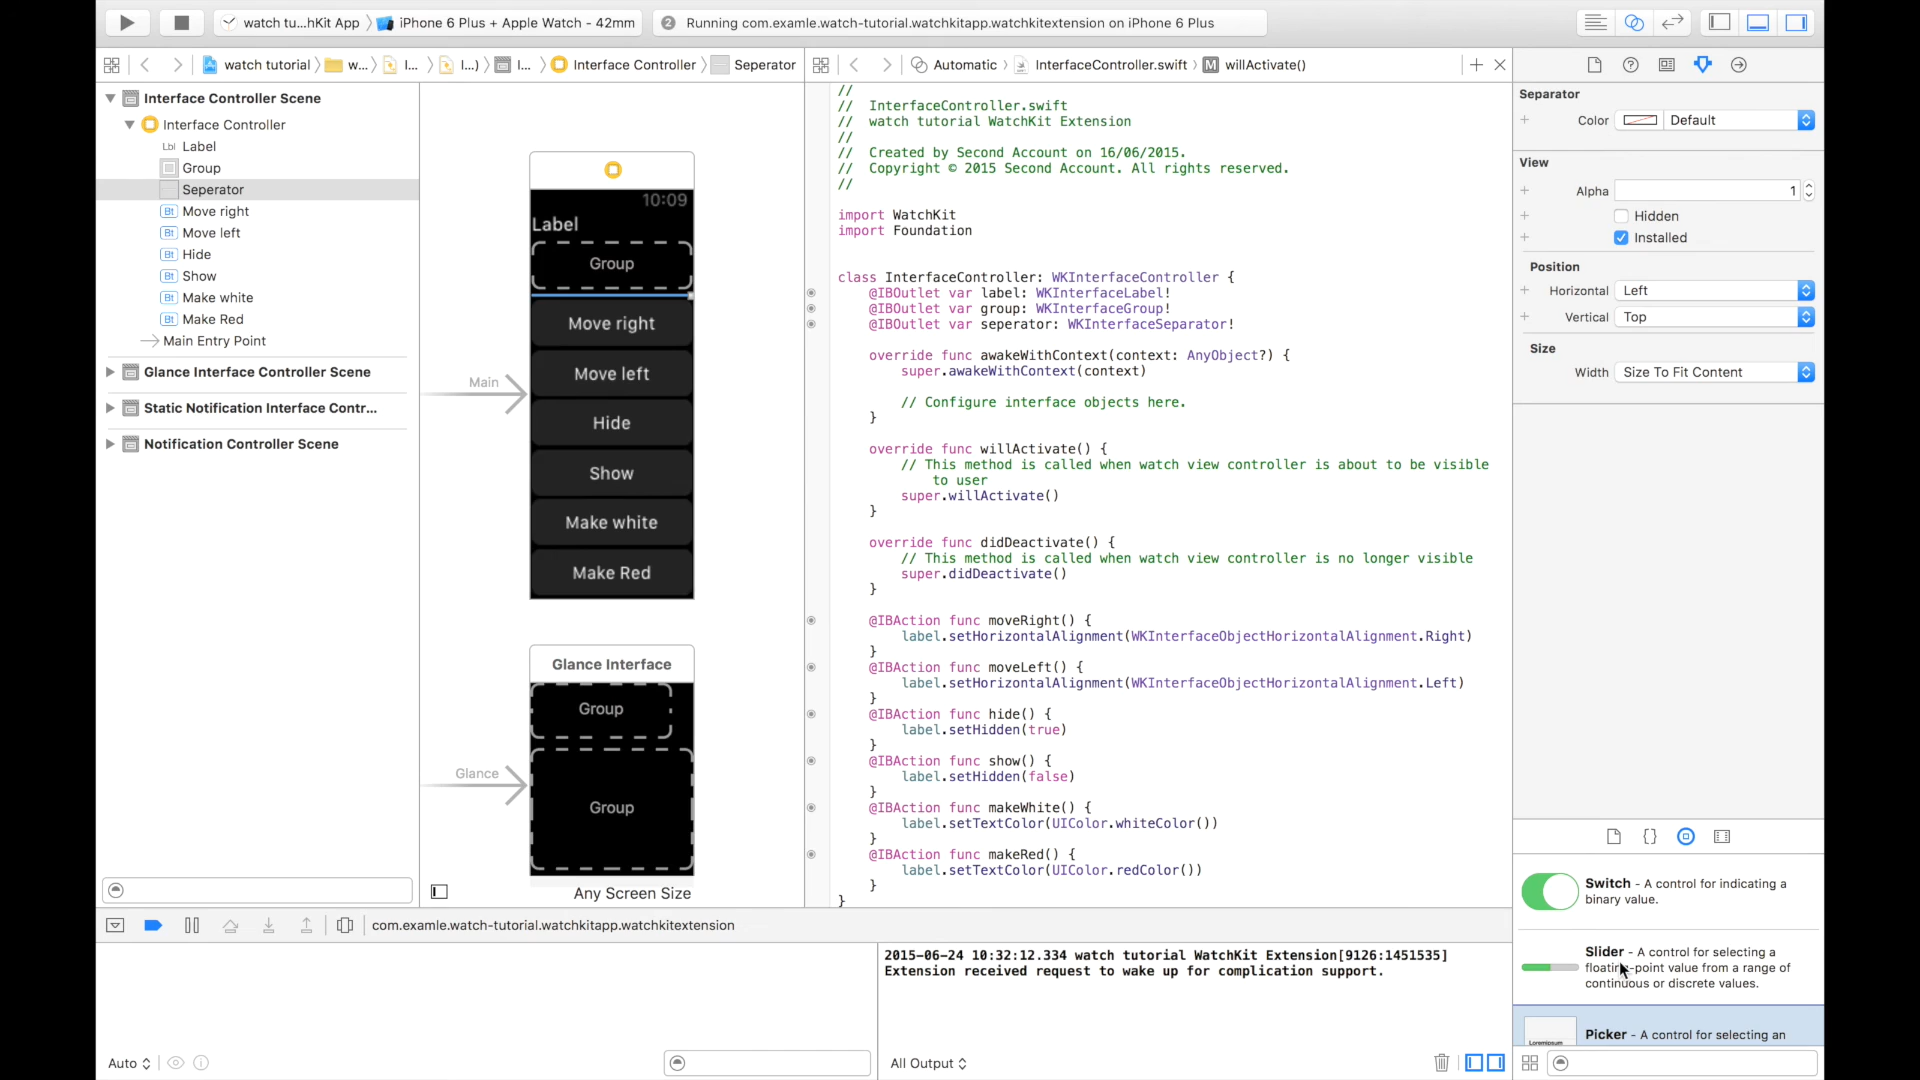 watch tu...hKit App
iPhone 6 Plus + Apple Watch - 42mm
2
Running com.examle.watch-tutorial.watchkitapp.watchkitextension on iPhone 6 Plus
watch tutorial
w...
I...
I...)
I...
Interface Controller
Seperator
Automatic
InterfaceController.swift
M willActivate()
Interface Controller Scene
Interface Controller
Lbl Label
Group
Seperator
Bt Move right
Bt Move left
Bt Hide
Bt Show
Bt Make white
Bt Make Red
Main Entry Point
Glance Interface Controller Scene
Static Notification Interface Contr...
Notification Controller Scene
10:09
Label
Group
Move right
Main
Move left
Hide
Show
Make white
Make Red
Glance Interface
Group
Glance
Group
Any Screen Size
//
// InterfaceController.swift
// watch tutorial WatchKit Extension
//
// Created by Second Account on 16/06/2015.
// Copyright © 2015 Second Account. All rights reserved.
//
import WatchKit
import Foundation
class InterfaceController: WKInterfaceController {
@IBOutlet var label: WKInterfaceLabel!
@IBOutlet var group: WKInterfaceGroup!
@IBOutlet var seperator: WKInterfaceSeparator!
override func awakeWithContext(context: AnyObject?) {
super.awakeWithContext(context)
// Configure interface objects here.
}
override func willActivate() {
// This method is called when watch view controller is about to be visible
to user
super.willActivate()
}
override func didDeactivate() {
// This method is called when watch view controller is no longer visible
super.didDeactivate()
}
@IBAction func moveRight() {
label.setHorizontalAlignment(WKInterfaceObjectHorizontalAlignment.Right)
}
@IBAction func moveLeft() {
label.setHorizontalAlignment(WKInterfaceObjectHorizontalAlignment.Left)
}
@IBAction func hide() {
label.setHidden(true)
}
@IBAction func show() {
label.setHidden(false)
}
@IBAction func makeWhite() {
label.setTextColor(UIColor.whiteColor())
}
@IBAction func makeRed() {
label.setTextColor(UIColor.redColor())
}
}
Separator
Color Default
View
Alpha 1
Hidden
Installed
Position
Horizontal Left
Vertical Top
Size
Width Size To Fit Content
Switch - A control for indicating a
binary value.
Slider - A control for selecting a
floating-point value from a range of
continuous or discrete values.
Picker - A control for selecting an
com.examle.watch-tutorial.watchkitapp.watchkitextension
2015-06-24 10:32:12.334 watch tutorial WatchKit Extension[9126:1451535]
Extension received request to wake up for complication support.
Auto
All Output